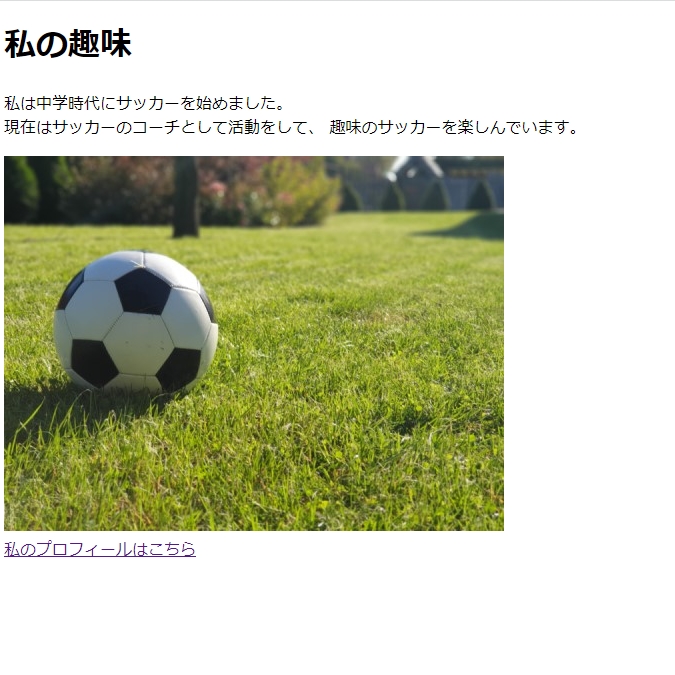 私の趣味
私は中学時代にサッカーを始めました。
現在はサッカーのコーチとして活動をして、 趣味のサッカーを楽しんでいます。
私のプロフィールはこちら